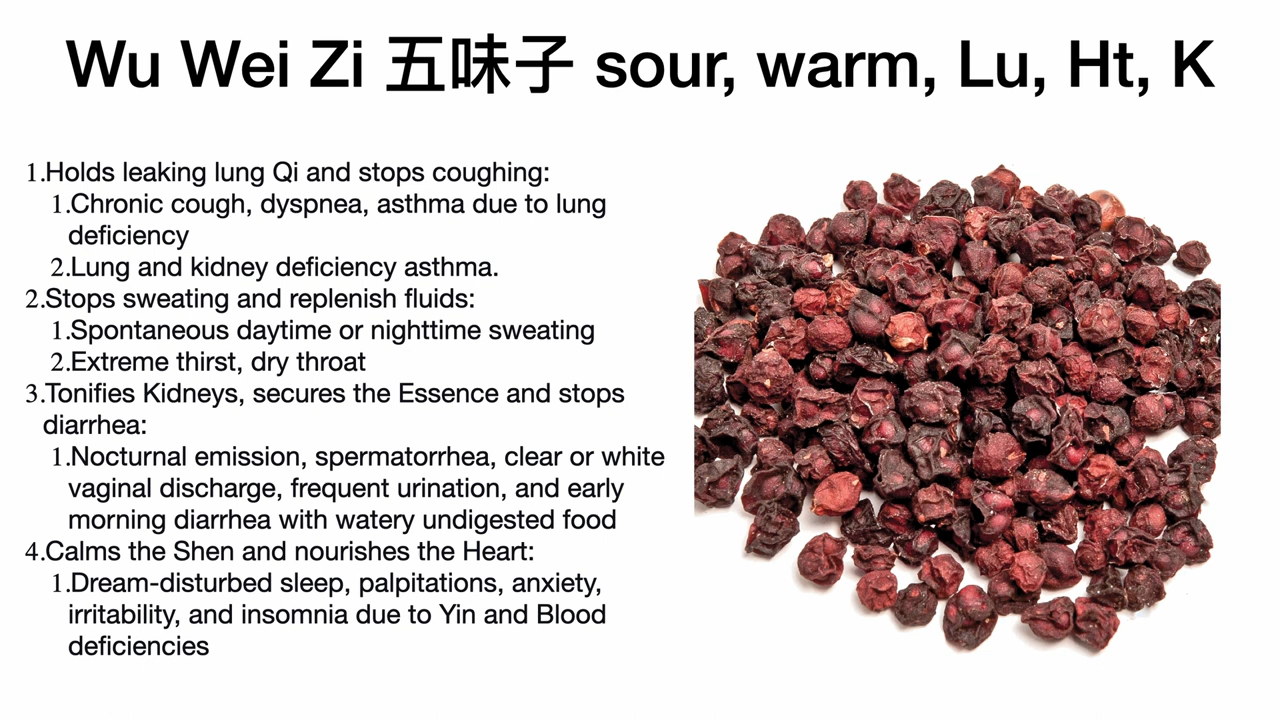 Wu Wei Zi 五味子 sour, warm, Lu, Ht, K
1.Holds leaking lung Qi and stops coughing:
1.Chronic cough, dyspnea, asthma due to lung
deficiency
2.Lung and kidney deficiency asthma.
2.Stops sweating and replenish fluids:
1.Spontaneous daytime or nighttime sweating
2.Extreme thirst, dry throat
3.Tonifies Kidneys, secures the Essence and stops
diarrhea:
1.Nocturnal emission, spermatorrhea, clear or white
vaginal discharge, frequent urination, and early
morning diarrhea with watery undigested food
4.Calms the Shen and nourishes the Heart:
1.Dream-disturbed sleep, palpitations, anxiety,
irritability, and insomnia due to Yin and Blood
deficiencies